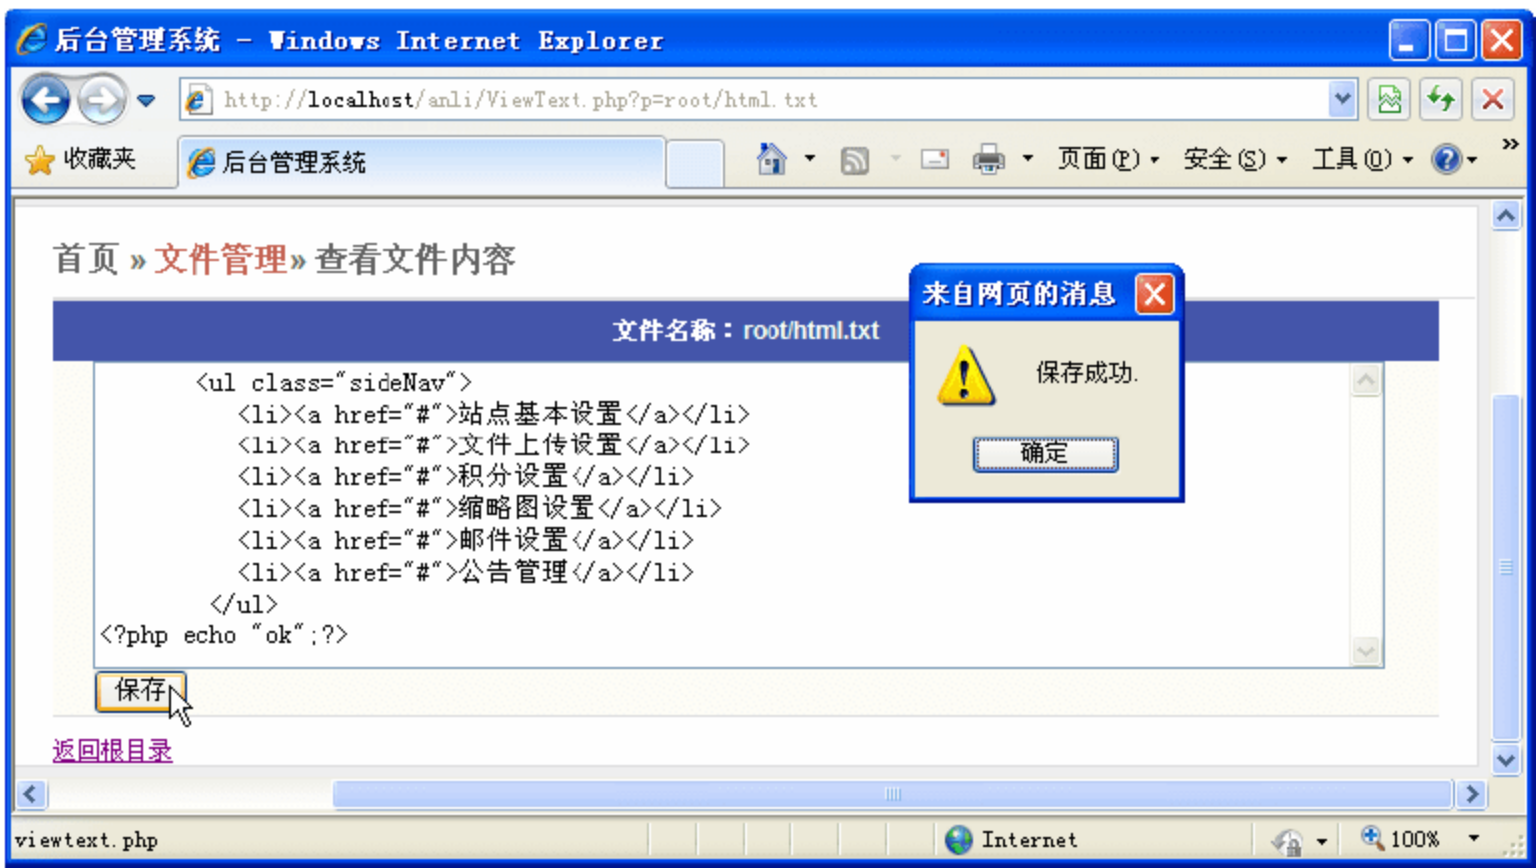 后台管理系统 - Windows Internet Explorer
http://localhost/anli/ViewText.php?p=root/html.txt
收藏夹
后台管理系统
页面(P)
安全(S)
工具(O)
»
首页 » 文件管理» 查看文件内容
来自网页的消息
文件名称：root/html.txt
保存成功.
确定
<ul class="sideNav">
<li><a href="#">站点基本设置</a></li>
<li><a href="#">文件上传设置</a></li>
<li><a href="#">积分设置</a></li>
<li><a href="#">缩略图设置</a></li>
<li><a href="#">邮件设置</a></li>
<li><a href="#">公告管理</a></li>
</ul>
<?php echo "ok";?>
保存
返回根目录
viewtext.php
Internet
100%